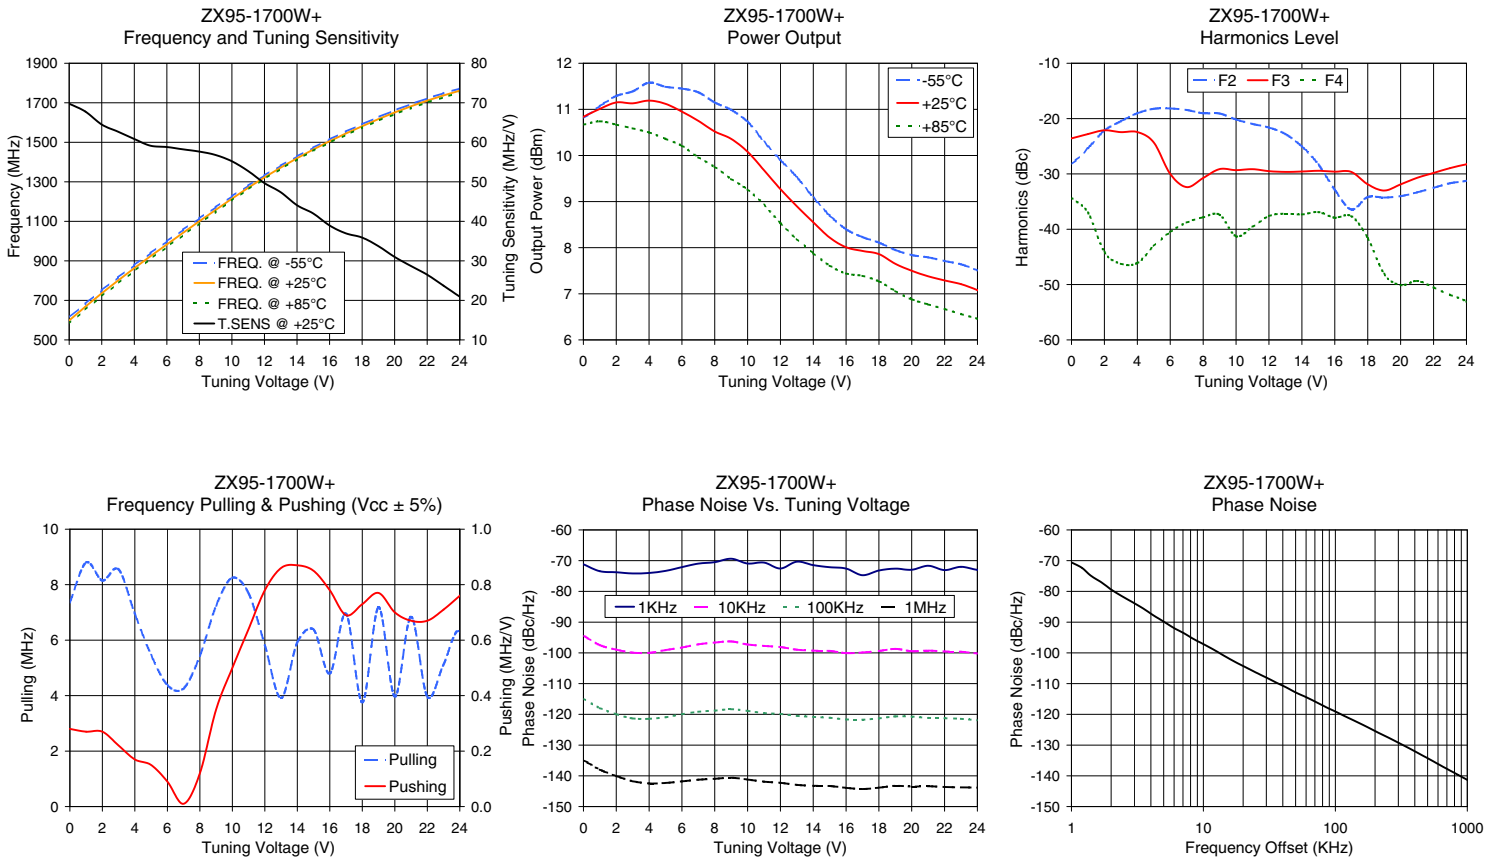 ZX95-1700W+
Frequency and Tuning Sensitivity
1900
1700
1500
1300
1100
900
700
500
80
70
60
50
40
30
20
10
Frequency (MHz)
Tuning Sensitivity (MHz/V)
FREQ. @ -55°C
FREQ. @ +25°C
FREQ. @ +85°C
T.SENS @ +25°C
0 2 4 6 8 10 12 14 16 18 20 22 24
Tuning Voltage (V)
ZX95-1700W+
Power Output
12
11
10
9
8
7
6
Output Power (dBm)
-55°C
+25°C
+85°C
0 2 4 6 8 10 12 14 16 18 20 22 24
Tuning Voltage (V)
ZX95-1700W+
Harmonics Level
-10
-20
-30
-40
-50
-60
Harmonics (dBc)
F2 F3 F4
0 2 4 6 8 10 12 14 16 18 20 22 24
Tuning Voltage (V)
ZX95-1700W+
Frequency Pulling & Pushing (Vcc ± 5%)
10
8
6
4
2
0
1.0
0.8
0.6
0.4
0.2
0.0
Pulling (MHz)
Pushing (MHz/V)
Pulling
Pushing
0 2 4 6 8 10 12 14 16 18 20 22 24
Tuning Voltage (V)
ZX95-1700W+
Phase Noise Vs. Tuning Voltage
-60
-70
-80
-90
-100
-110
-120
-130
-140
-150
Phase Noise (dBc/Hz)
1KHz 10KHz 100KHz 1MHz
0 2 4 6 8 10 12 14 16 18 20 22 24
Tuning Voltage (V)
ZX95-1700W+
Phase Noise
-60
-70
-80
-90
-100
-110
-120
-130
-140
-150
Phase Noise (dBc/Hz)
1 10 100 1000
Frequency Offset (KHz)